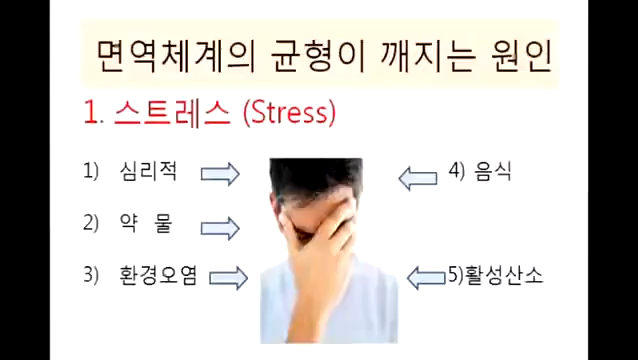 면역체계의 균형이 깨지는 원인
1. 스트레스 (Stress)
1) 심리적
2) 약 물
3) 환경오염
4) 음식
5)활성산소